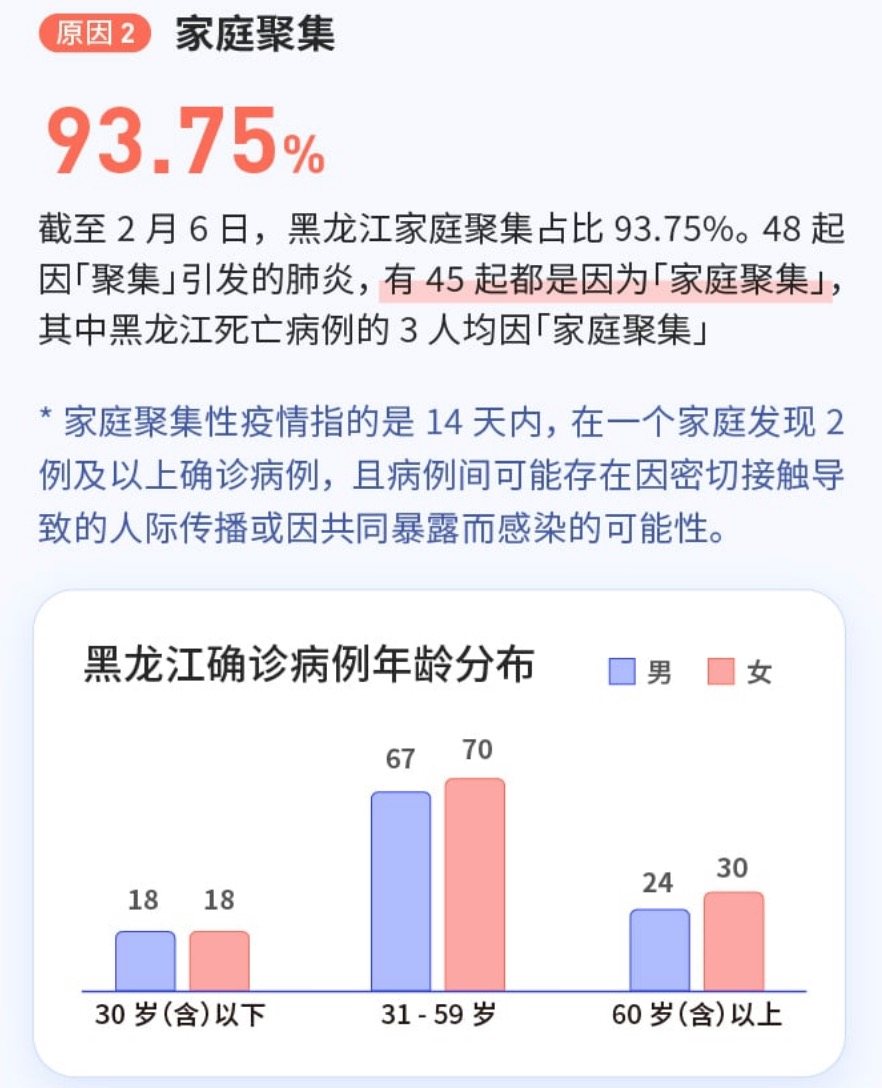 原因 2 家庭聚集
93.75%
截至 2 月 6 日，黑龙江家庭聚集占比 93.75%。48 起
因「聚集」引发的肺炎，有 45 起都是因为「家庭聚集」，
其中黑龙江死亡病例的 3 人均因「家庭聚集」
* 家庭聚集性疫情指的是 14 天内，在一个家庭发现 2
例及以上确诊病例，且病例间可能存在因密切接触导
致的人际传播或因共同暴露而感染的可能性。
黑龙江确诊病例年龄分布 男 女
67 70
24 30
18 18
30 岁（含）以下 31 - 59 岁 60 岁（含）以上